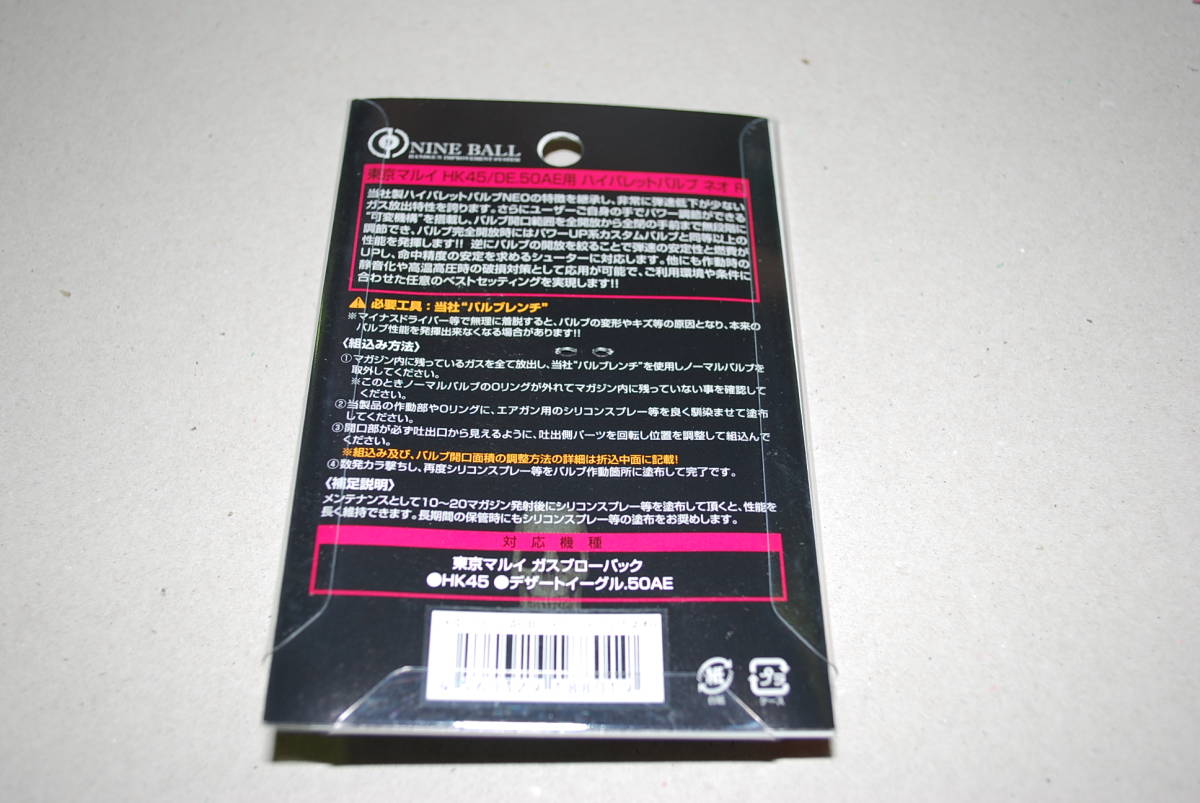 NINE BALL
HANDGUN IMPROVEMENT SYSTEM
東京マルイ HK45/DE.50AE用 ハイバレットバルブ ネオ R
当社製ハイバレットバルブNEOの特徴を継承し、非常に弾速低下が少ない
ガス放出特性を誇ります。さらにユーザーご自身の手でパワー調節ができる
“可変機構”を搭載し、バルブ開口範囲を全開放から全閉の手前まで無段階に
調節でき、バルブ完全開放時にはパワーUP系カスタムバルブと同等以上の
性能を発揮します!! 逆にバルブの開放を絞ることで弾速の安定性と燃費が
UPし、命中精度の安定を求めるシューターに対応します。他にも作動時の
静音化や高温高圧時の破損対策として応用が可能で、ご利用環境や条件に
合わせた任意のベストセッティングを実現します!!
必要工具:当社“バルブレンチ”
※マイナスドライバー等で無理に着脱すると、バルブの変形やキズ等の原因となり、本来の
バルブ性能を発揮出来なくなる場合があります!!
〈組込み方法〉
①マガジン内に残っているガスを全て放出し、当社“バルブレンチ”を使用しノーマルバルブを
取外してください。
※このときノーマルバルブのOリングが外れてマガジン内に残っていない事を確認して
ください。
②当製品の作動部やOリングに、エアガン用のシリコンスプレー等を良く馴染ませて塗布
してください。
③開口部が必ず吐出口から見えるように、吐出側パーツを回転し位置を調整して組込んで
ください。
※組込み及び、バルブ開口面積の調整方法の詳細は折込中面に記載!
④数発カラ撃ちし、再度シリコンスプレー等をバルブ作動箇所に塗布して完了です。
〈補足説明〉
メンテナンスとして10〜20マガジン発射後にシリコンスプレー等を塗布して頂くと、性能を
長く維持できます。長期間の保管時にもシリコンスプレー等の塗布をお奨めします。
対応機種
東京マルイ ガスブローバック
●HK45 ●デザートイーグル.50AE
紙
プラ
台紙
ケース